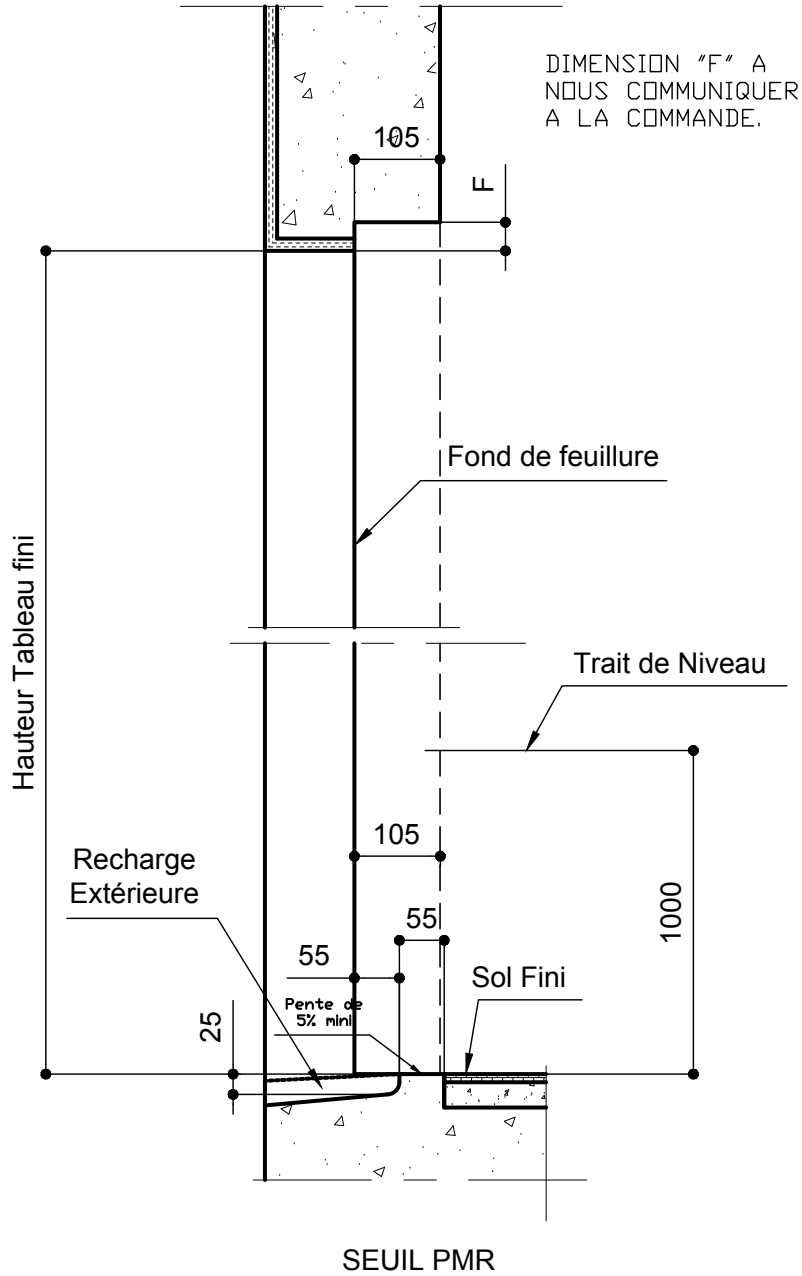 DIMENSION "F" A
NOUS COMMUNIQUER
A LA COMMANDE.
105
F
Fond de feuillure
Hauteur Tableau fini
Trait de Niveau
105
1000
Recharge
Extérieure
55
55
Sol Fini
Pente de
5% mini
25
SEUIL PMR